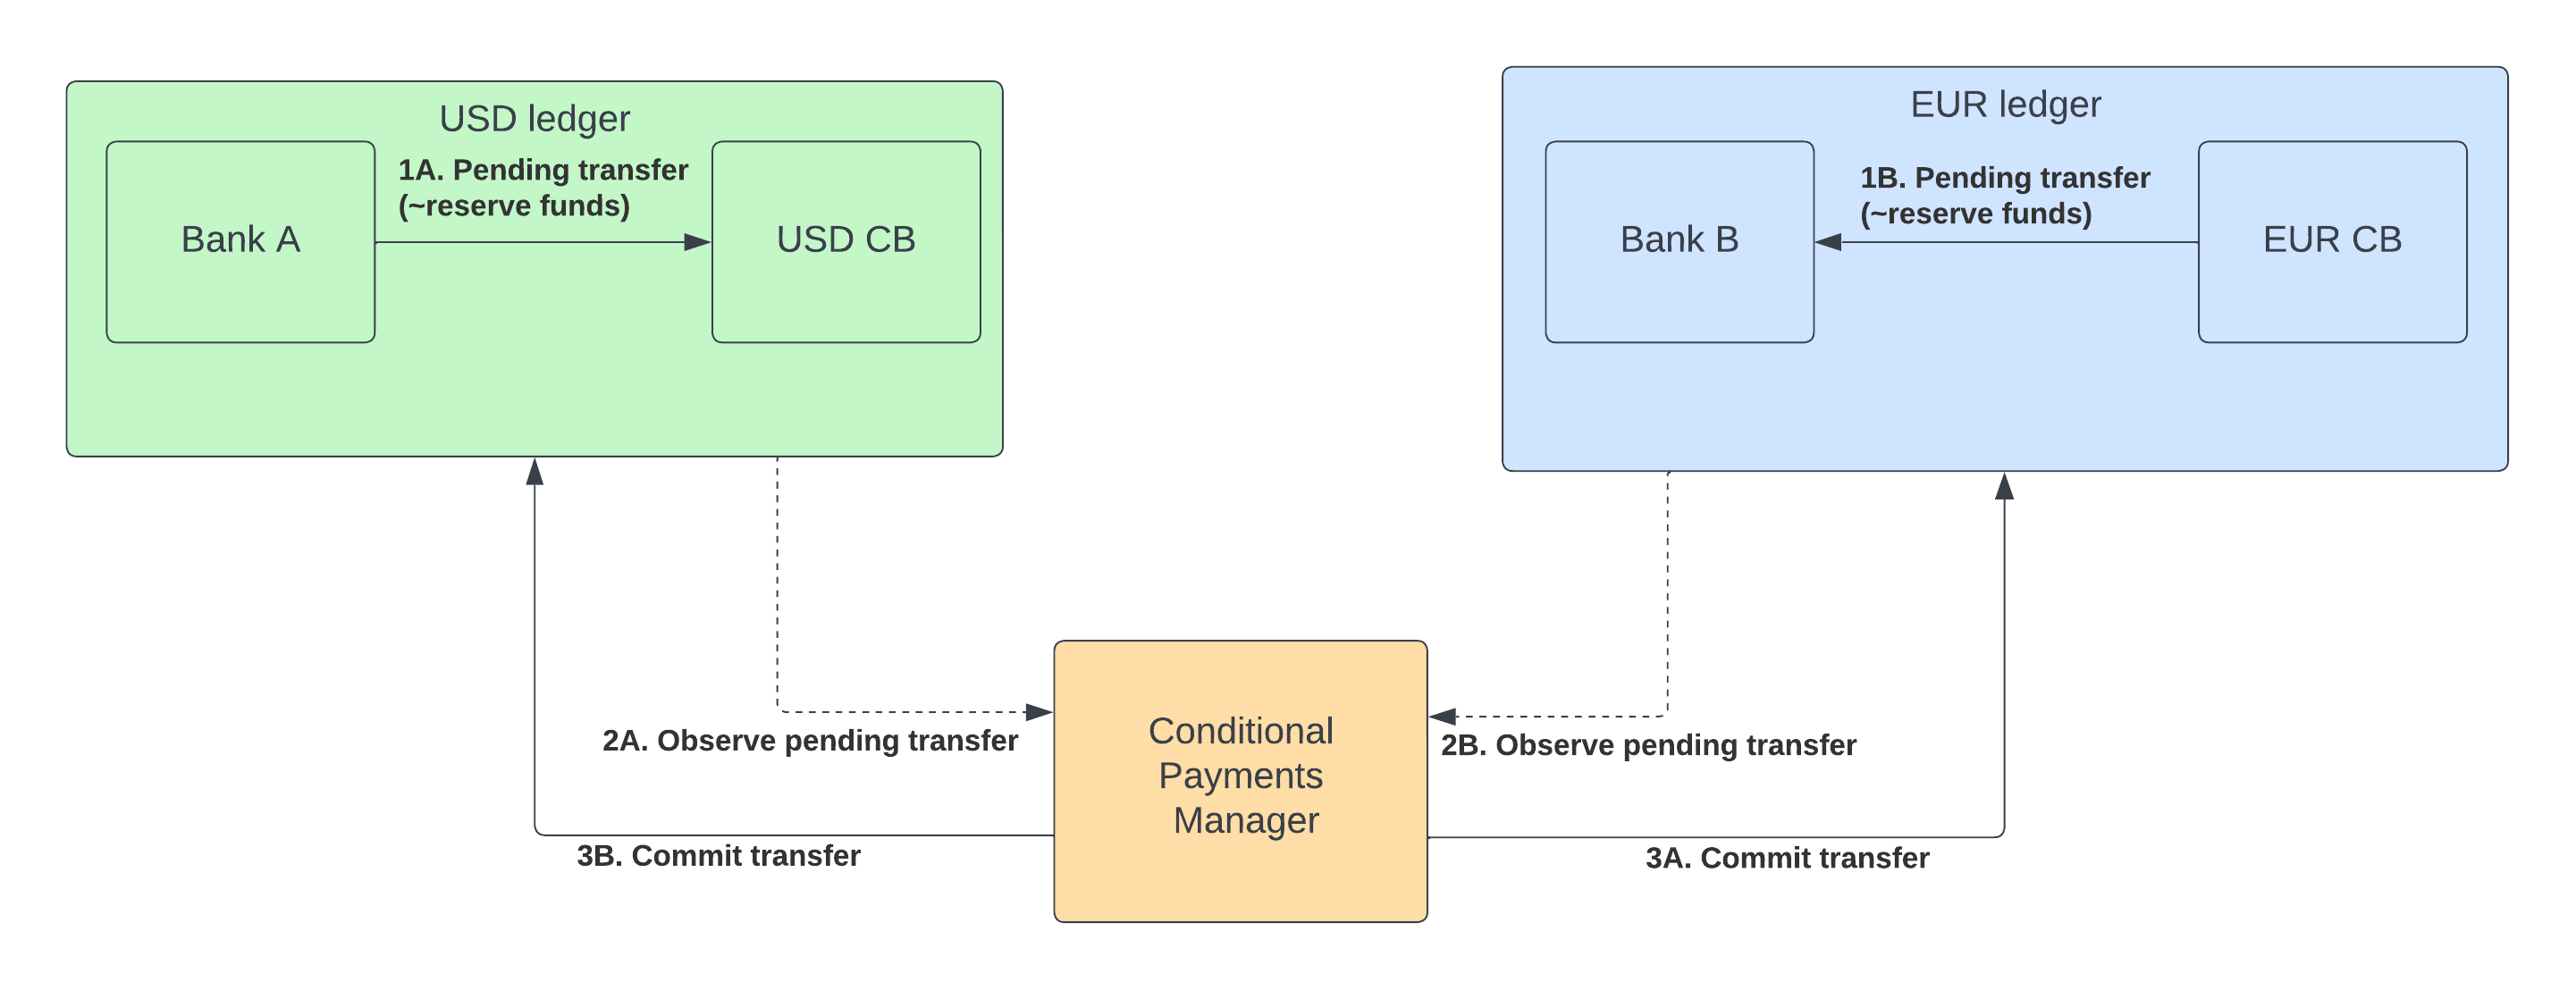 USD ledger
Bank A
1A. Pending transfer
(~reserve funds)
USD CB
EUR ledger
Bank B
1B. Pending transfer
(~reserve funds)
EUR CB
2A. Observe pending transfer
Conditional
Payments
Manager
2B. Observe pending transfer
3B. Commit transfer
3A. Commit transfer